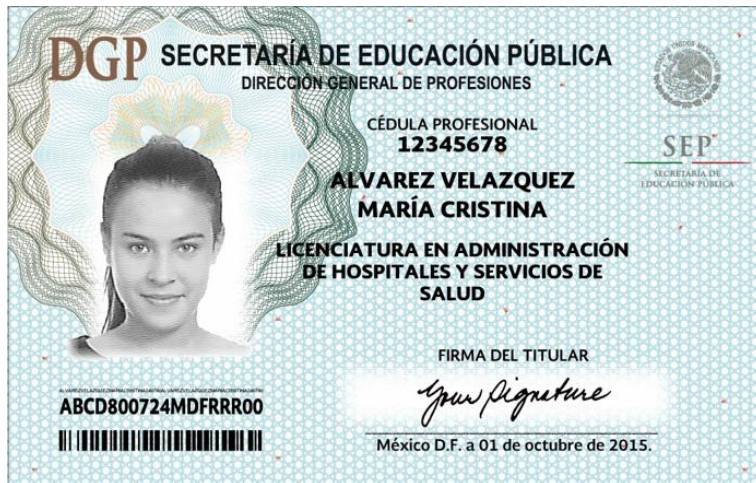 DGP SECRETARÍA DE EDUCACIÓN PÚBLICA
DIRECCIÓN GENERAL DE PROFESIONES
CÉDULA PROFESIONAL
12345678
SEP
SECRETARÍA DE
EDUCACIÓN PÚBLICA
ALVAREZ VELAZQUEZ
MARÍA CRISTINA
LICENCIATURA EN ADMINISTRACIÓN
DE HOSPITALES Y SERVICIOS DE
SALUD
FIRMA DEL TITULAR
Your Signature
ABCD800724MDFRRR00
México D.F. a 01 de octubre de 2015.